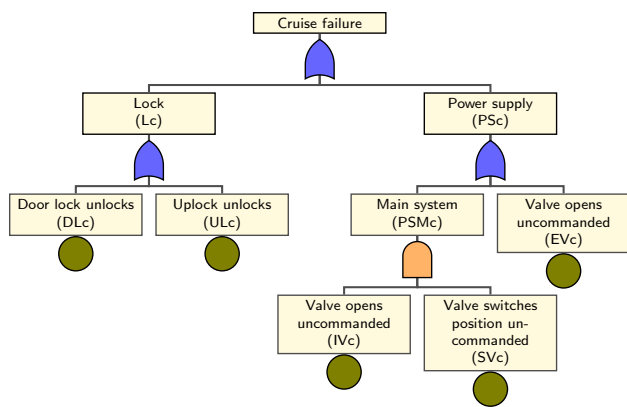 Cruise failure
Lock
(Lc)
Power supply
(PSc)
Door lock unlocks
(DLc)
Uplock unlocks
(ULc)
Main system
(PSMc)
Valve opens
uncommanded
(EVc)
Valve opens
uncommanded
(IVc)
Valve switches
position un-
commanded
(SVc)